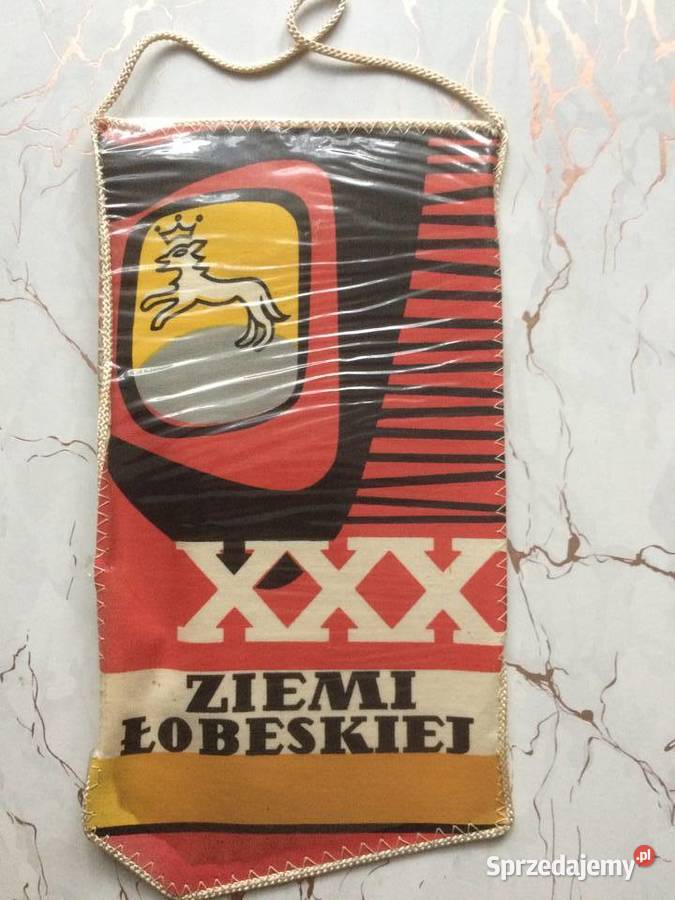 XXX
ZIEMI
ŁOBESKIEJ
Sprzedajemy.pl